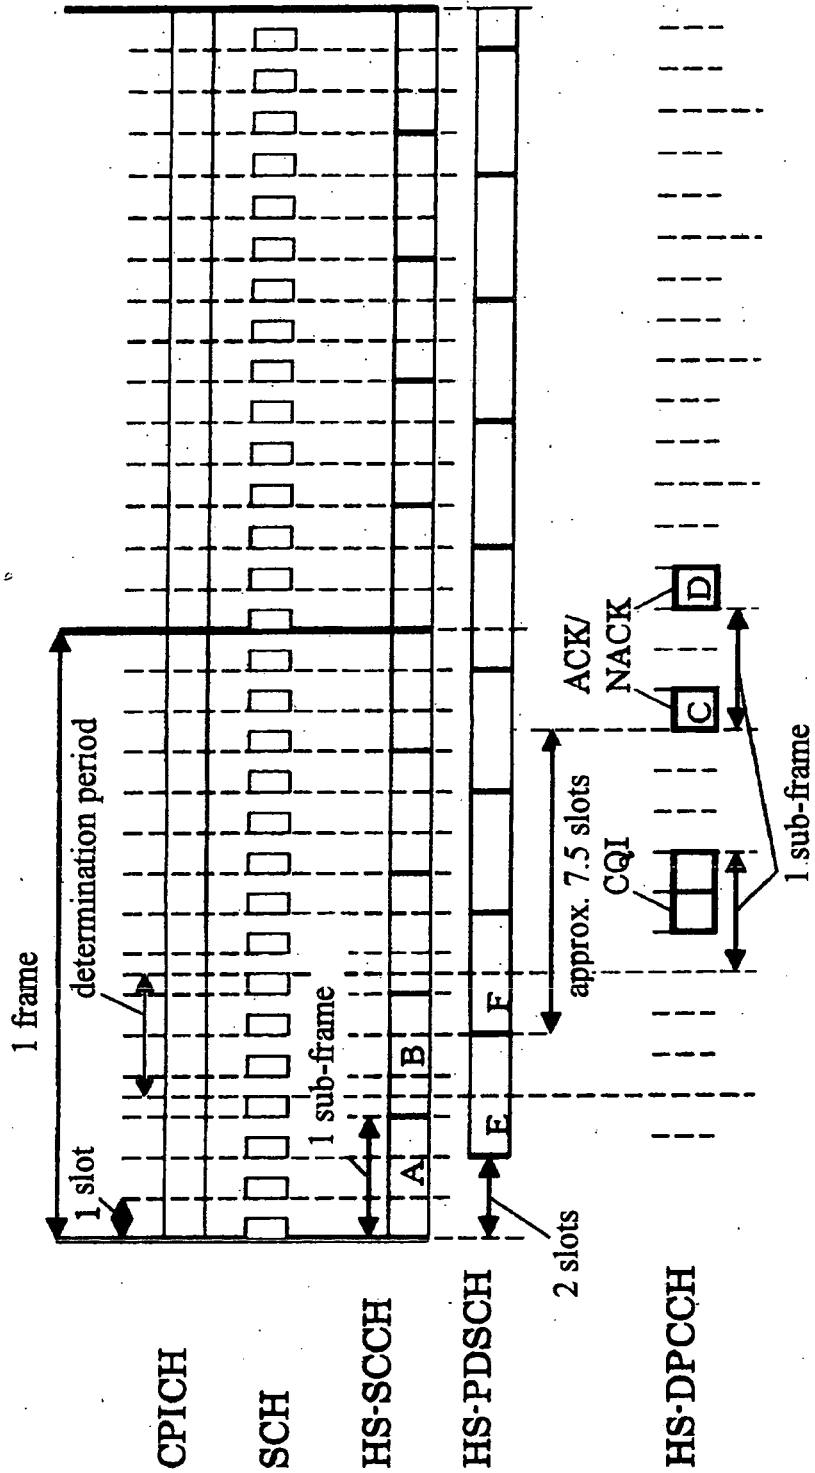 1 frame
1 slot
determination period
CPICH
SCH
1 sub-frame
HS-SCCH
A
B
HS-PDSCH
E
F
2 slots
approx. 7.5 slots
ACK/
NACK
CQI
HS-DPCCH
C
D
1 sub-frame